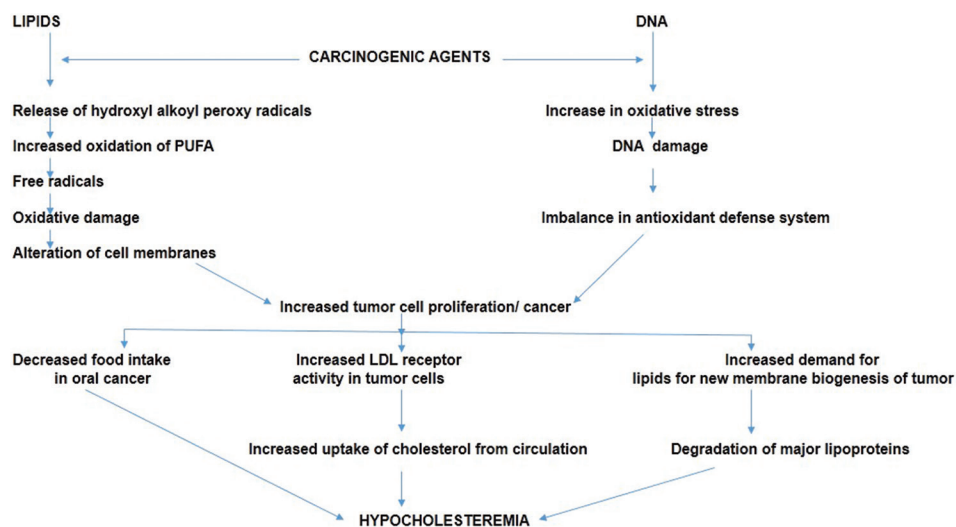 LIPIDS
DNA
CARCINOGENIC AGENTS
Release of hydroxyl alkoyl peroxy radicals
Increase in oxidative stress
Increased oxidation of PUFA
DNA damage
Free radicals
Oxidative damage
Imbalance in antioxidant defense system
Alteration of cell membranes
Increased tumor cell proliferation/ cancer
Decreased food intake
in oral cancer
Increased LDL receptor
activity in tumor cells
Increased demand for
lipids for new membrane biogenesis of tumor
Increased uptake of cholesterol from circulation
Degradation of major lipoproteins
HYPOCHOLESTEREMIA